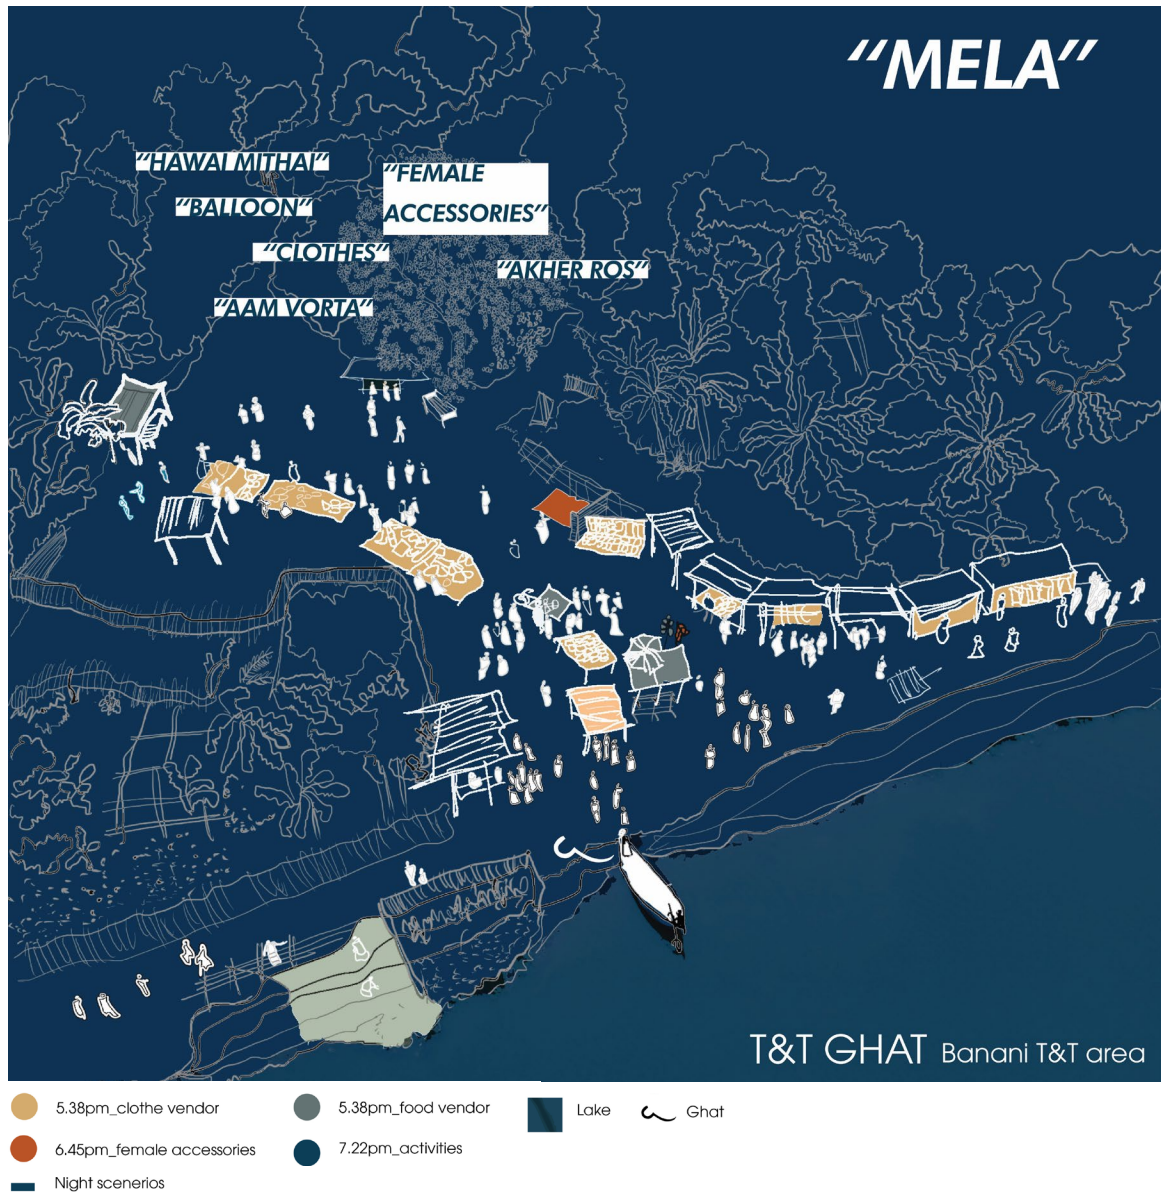 “MELA”
“HAWAI MITHAI”
“FEMALE
ACCESSORIES”
“BALLOON”
“CLOTHES”
“AKHER ROS”
“AAM VORTA”
T&T GHAT Banani T&T area
5.38pm_clothe vendor
5.38pm_food vendor
Lake
Ghat
6.45pm_female accessories
7.22pm_activities
Night scenerios